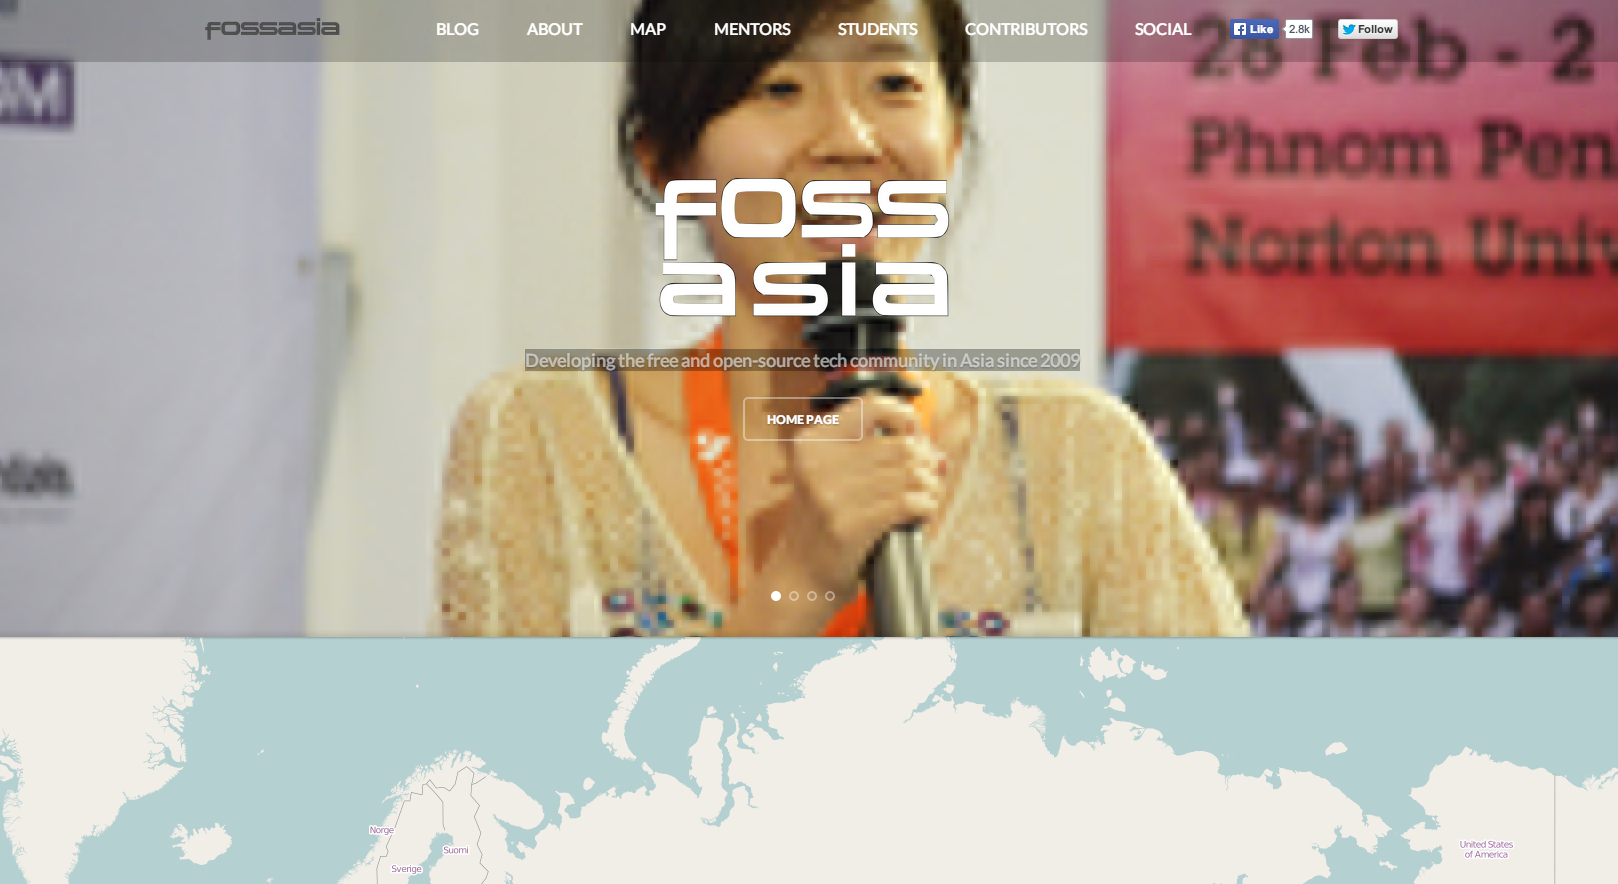 fossasia
BLOG
ABOUT
MAP
MENTORS
STUDENTS
CONTRIBUTORS
SOCIAL
Like
2.8k
Follow
28 Feb - 2
Phnom Pen
Norton Univ
foss
asia
Developing the free and open-source tech community in Asia since 2009
HOME PAGE
Norge
Suomi
Sverige
United States
of America